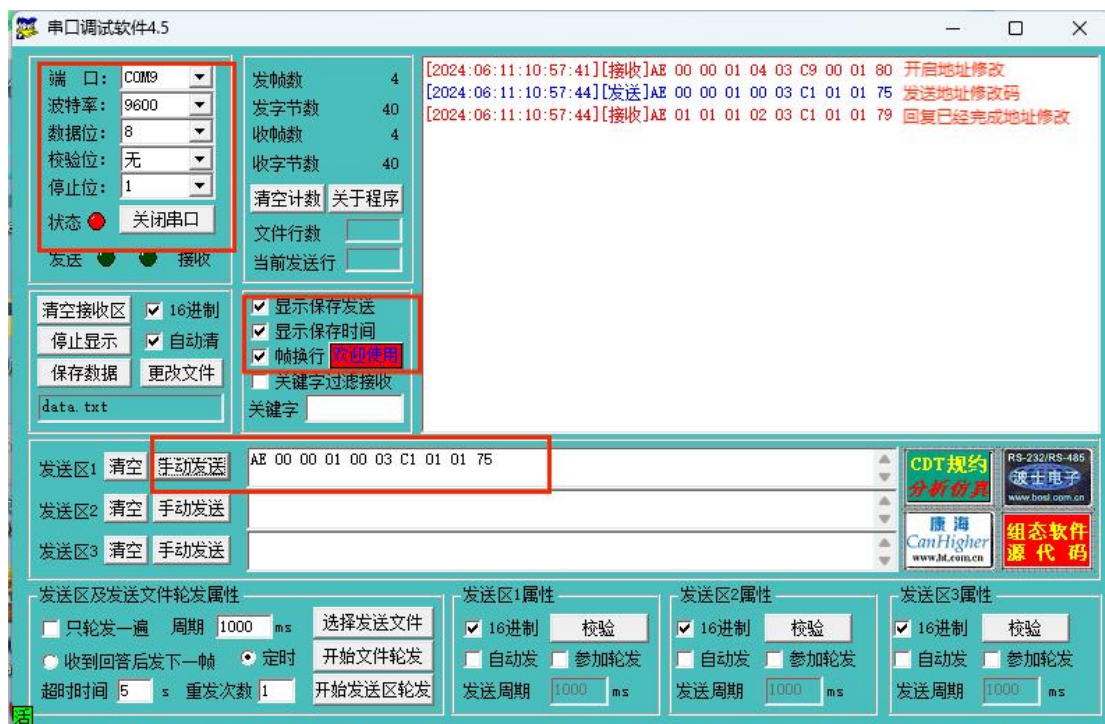 串口调试软件4.5
端 口: COM9
波特率: 9600
数据位: 8
校验位: 无
停止位: 1
状态 关闭串口
发送 接收
发帧数 4
发字节数 40
收帧数 4
收字节数 40
清空计数 关于程序
文件行数
当前发送行
[2024:06:11:10:57:41][接收]AE 00 00 01 04 03 C9 00 01 80 开启地址修改
[2024:06:11:10:57:44][发送]AE 00 00 01 00 03 C1 01 01 75 发送地址修改码
[2024:06:11:10:57:44][接收]AE 01 01 01 02 03 C1 01 01 79 回复已经完成地址修改
清空接收区 16进制
停止显示 自动清
保存数据 更改文件
data.txt
显示保存发送
显示保存时间
帧换行 欢迎使用
关键字过滤接收
关键字
发送区1 清空 手动发送 AE 00 00 01 00 03 C1 01 01 75
发送区2 清空 手动发送
发送区3 清空 手动发送
CDT规约
分析仿真
RS-232/RS-485
波士电子
www.bosi.com.cn
康海
CanHigher
www.ht.com.cn
组态软件
源代码
发送区及发送文件轮发属性
只轮发一遍 周期 1000 ms 选择发送文件
收到回答后发下一帧 定时 开始文件轮发
超时时间 5 s 重发次数 1 开始发送区轮发
发送区1属性
16进制 校验
自动发 参加轮发
发送周期 1000 ms
发送区2属性
16进制 校验
自动发 参加轮发
发送周期 1000 ms
发送区3属性
16进制 校验
自动发 参加轮发
发送周期 1000 ms
活